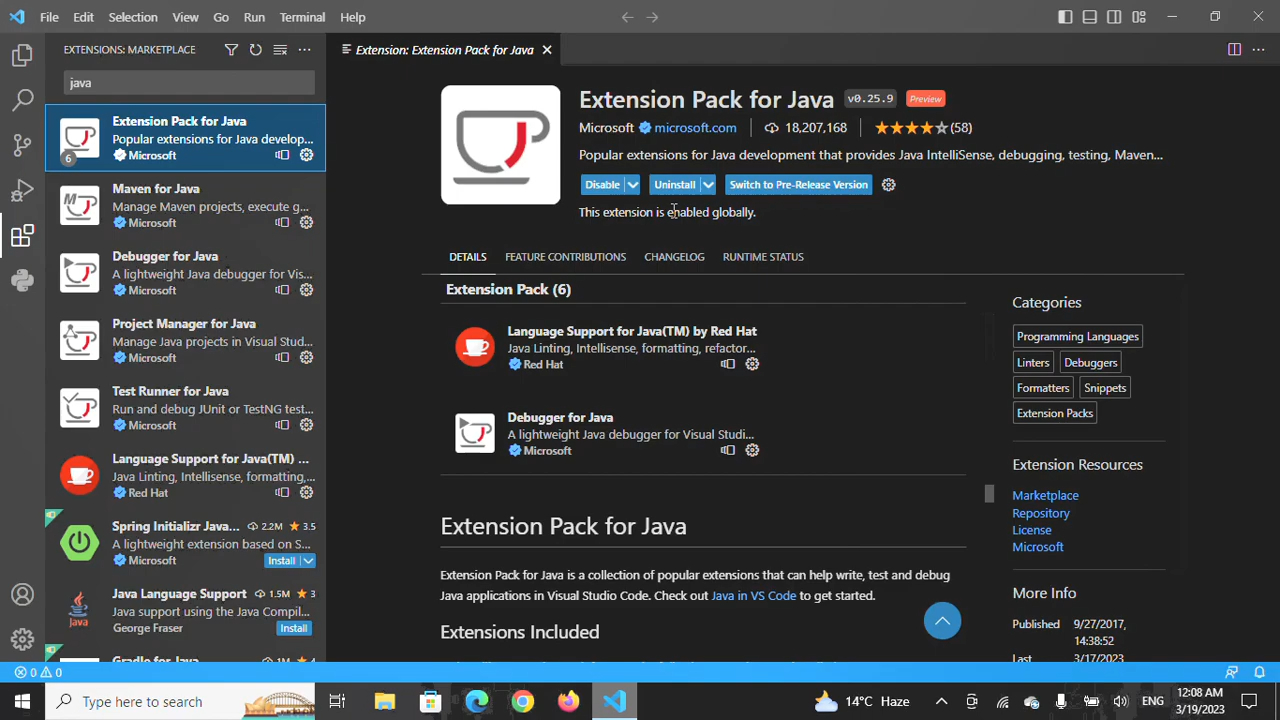 File Edit Selection View Go Run Terminal Help
EXTENSIONS: MARKETPLACE
java
Extension Pack for Java
Popular extensions for Java develop...
Microsoft
6
Maven for Java
Manage Maven projects, execute g...
Microsoft
Debugger for Java
A lightweight Java debugger for Vis...
Microsoft
Project Manager for Java
Manage Java projects in Visual Stud...
Microsoft
Test Runner for Java
Run and debug JUnit or TestNG test...
Microsoft
Language Support for Java(TM) ...
Java Linting, Intellisense, formatting,...
Red Hat
Spring Initializr Java... 2.2M 3.5
A lightweight extension based on S...
Microsoft Install
Java Language Support 1.5M 3
Java support using the Java Compil...
George Fraser Install
Java
Gradle for Java 1M 4
Extension: Extension Pack for Java
Extension Pack for Java v0.25.9 Preview
Microsoft microsoft.com 18,207,168 (58)
Popular extensions for Java development that provides Java IntelliSense, debugging, testing, Maven...
Disable Uninstall Switch to Pre-Release Version
This extension is enabled globally.
DETAILS FEATURE CONTRIBUTIONS CHANGELOG RUNTIME STATUS
Extension Pack (6)
Language Support for Java(TM) by Red Hat
Java Linting, Intellisense, formatting, refactor...
Red Hat
Debugger for Java
A lightweight Java debugger for Visual Studi...
Microsoft
Extension Pack for Java
Extension Pack for Java is a collection of popular extensions that can help write, test and debug
Java applications in Visual Studio Code. Check out Java in VS Code to get started.
Extensions Included
Categories
Programming Languages
Linters Debuggers
Formatters Snippets
Extension Packs
Extension Resources
Marketplace
Repository
License
Microsoft
More Info
Published 9/27/2017,
14:38:52
Last 3/17/2023
0 0
Type here to search
14°C Haze
ENG
12:08 AM
3/19/2023